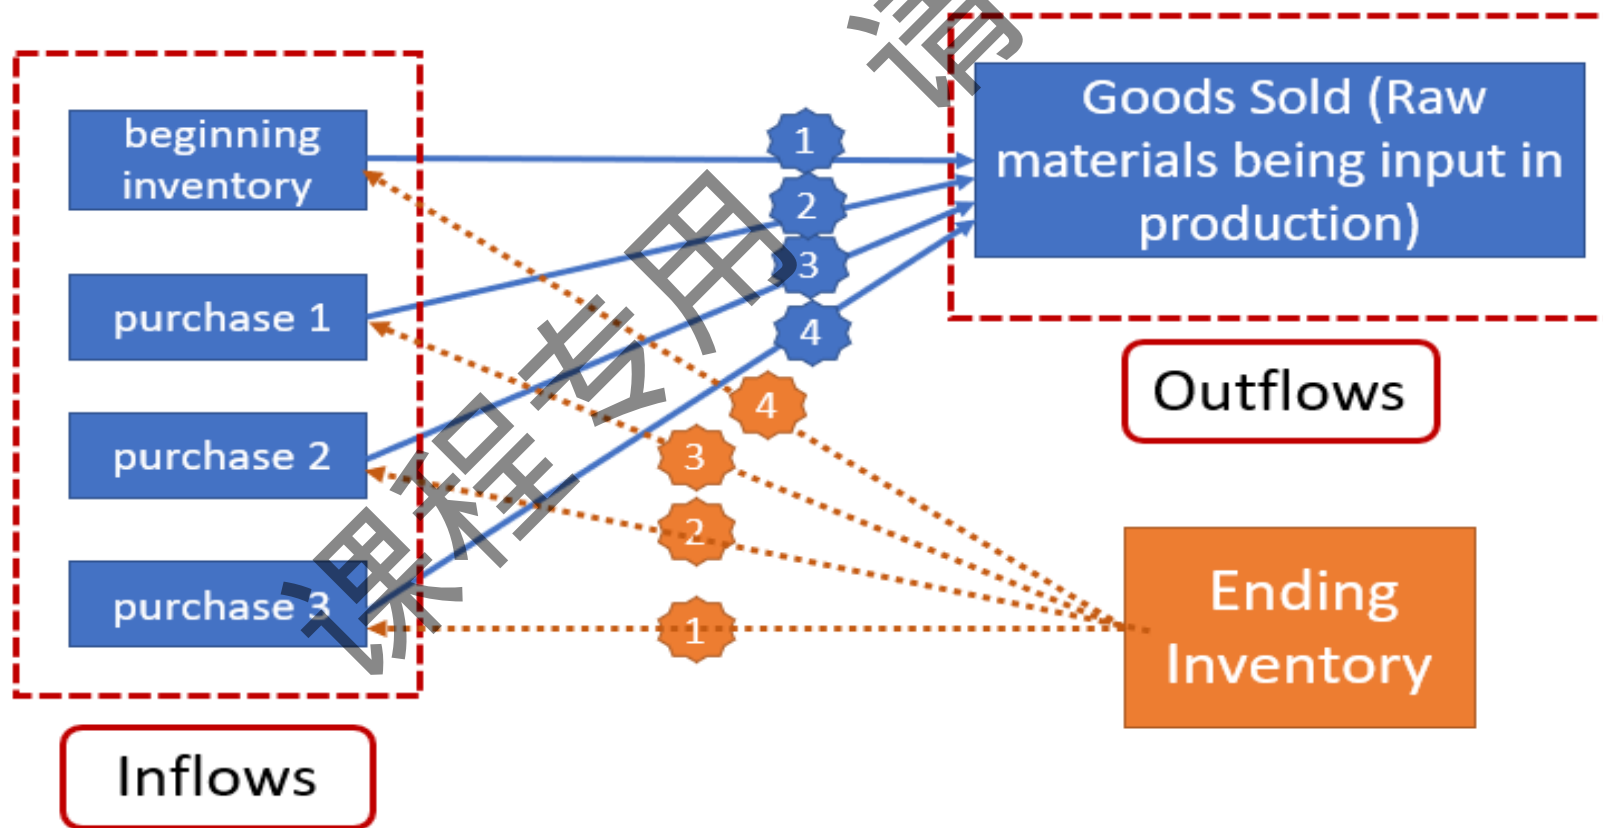 beginning
inventory
purchase 1
purchase 2
purchase 3
Inflows
1
2
3
4
4
3
2
1
Goods Sold (Raw
materials being input in
production)
Outflows
Ending
Inventory
课程专用
请